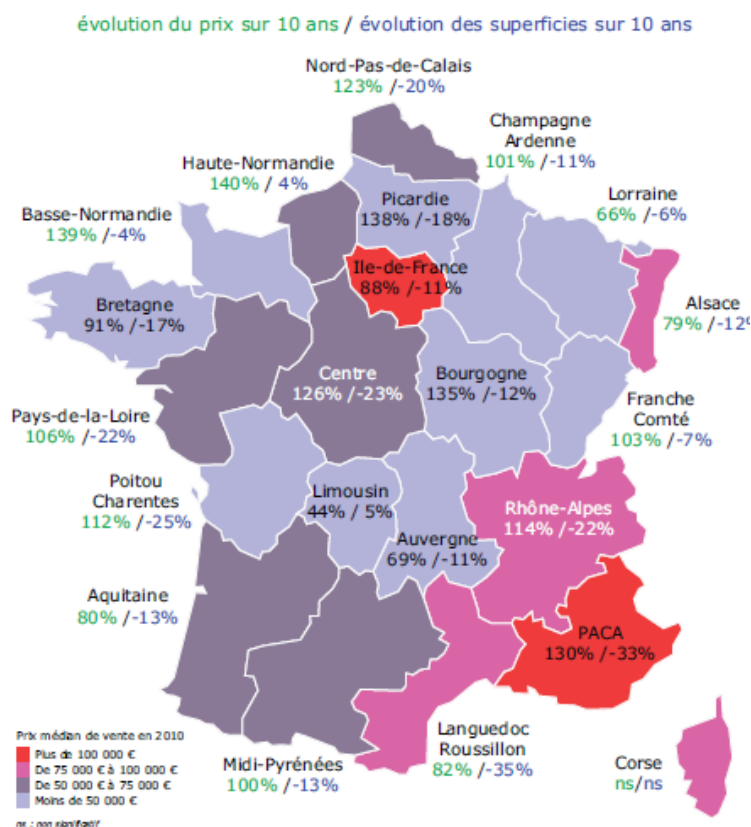 évolution du prix sur 10 ans / évolution des superficies sur 10 ans
Nord-Pas-de-Calais
123% /-20%
Champagne
Ardenne
101% /-11%
Haute-Normandie
140% / 4%
Lorraine
66% /-6%
Picardie
138% /-18%
Basse-Normandie
139% /-4%
Ile-de-France
88% /-11%
Bretagne
91% /-17%
Alsace
79% /-12%
Centre
126% /-23%
Bourgogne
135% /-12%
Franche
Comté
103% /-7%
Pays-de-la-Loire
106% /-22%
Poitou
Charentes
112% /-25%
Limousin
44% / 5%
Rhône-Alpes
114% /-22%
Auvergne
69% /-11%
Aquitaine
80% /-13%
PACA
130% /-33%
Languedoc
Roussillon
82% /-35%
Midi-Pyrénées
100% /-13%
Corse
ns/ns
Prix médian de vente en 2010
Plus de 100 000 €
De 75 000 € à 100 000 €
De 50 000 € à 75 000 €
Moins de 50 000 €
ns : non significatif